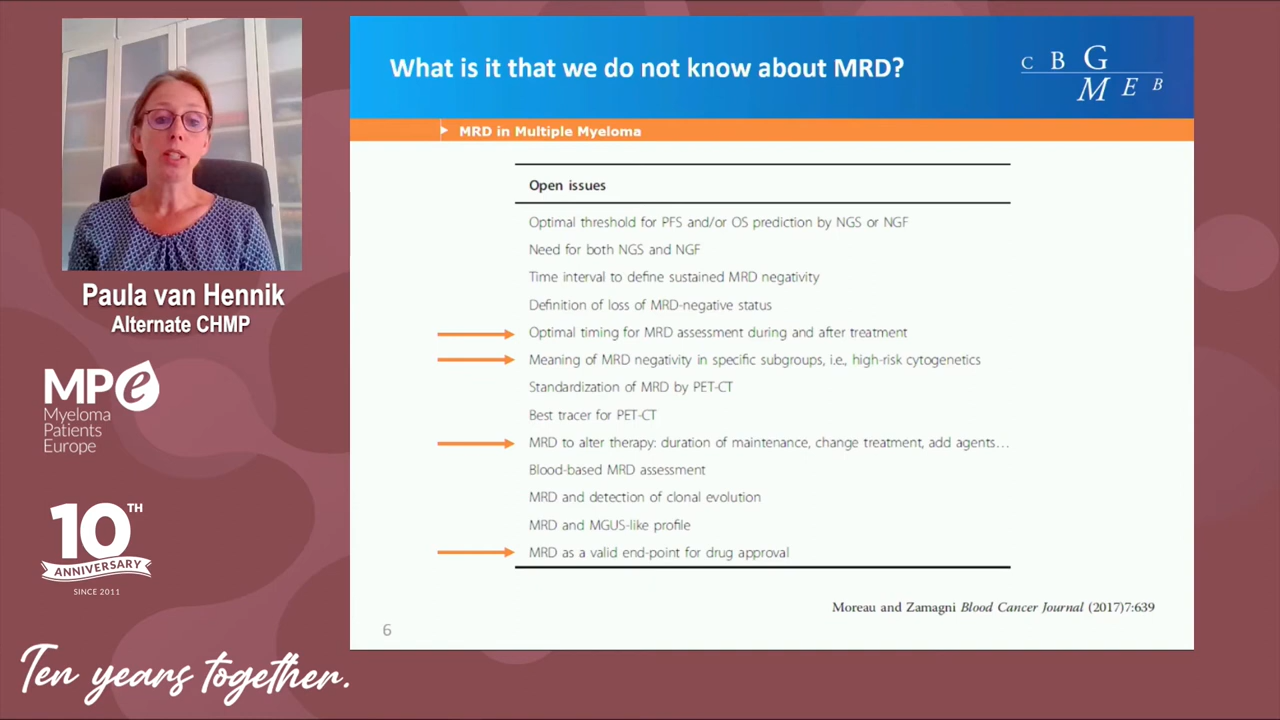 What is it that we do not know about MRD?
C B G
M E B
MRD in Multiple Myeloma
Open issues
Optimal threshold for PFS and/or OS prediction by NGS or NGF
Need for both NGS and NGF
Time interval to define sustained MRD negativity
Definition of loss of MRD-negative status
Optimal timing for MRD assessment during and after treatment
Meaning of MRD negativity in specific subgroups, i.e., high-risk cytogenetics
Standardization of MRD by PET-CT
Best tracer for PET-CT
MRD to alter therapy: duration of maintenance, change treatment, add agents...
Blood-based MRD assessment
MRD and detection of clonal evolution
MRD and MGUS-like profile
MRD as a valid end-point for drug approval
Moreau and Zamagni Blood Cancer Journal (2017)7:639
6
Paula van Hennik
Alternate CHMP
MPe
Myeloma
Patients
Europe
10TH
ANNIVERSARY
SINCE 2011
Ten years together.